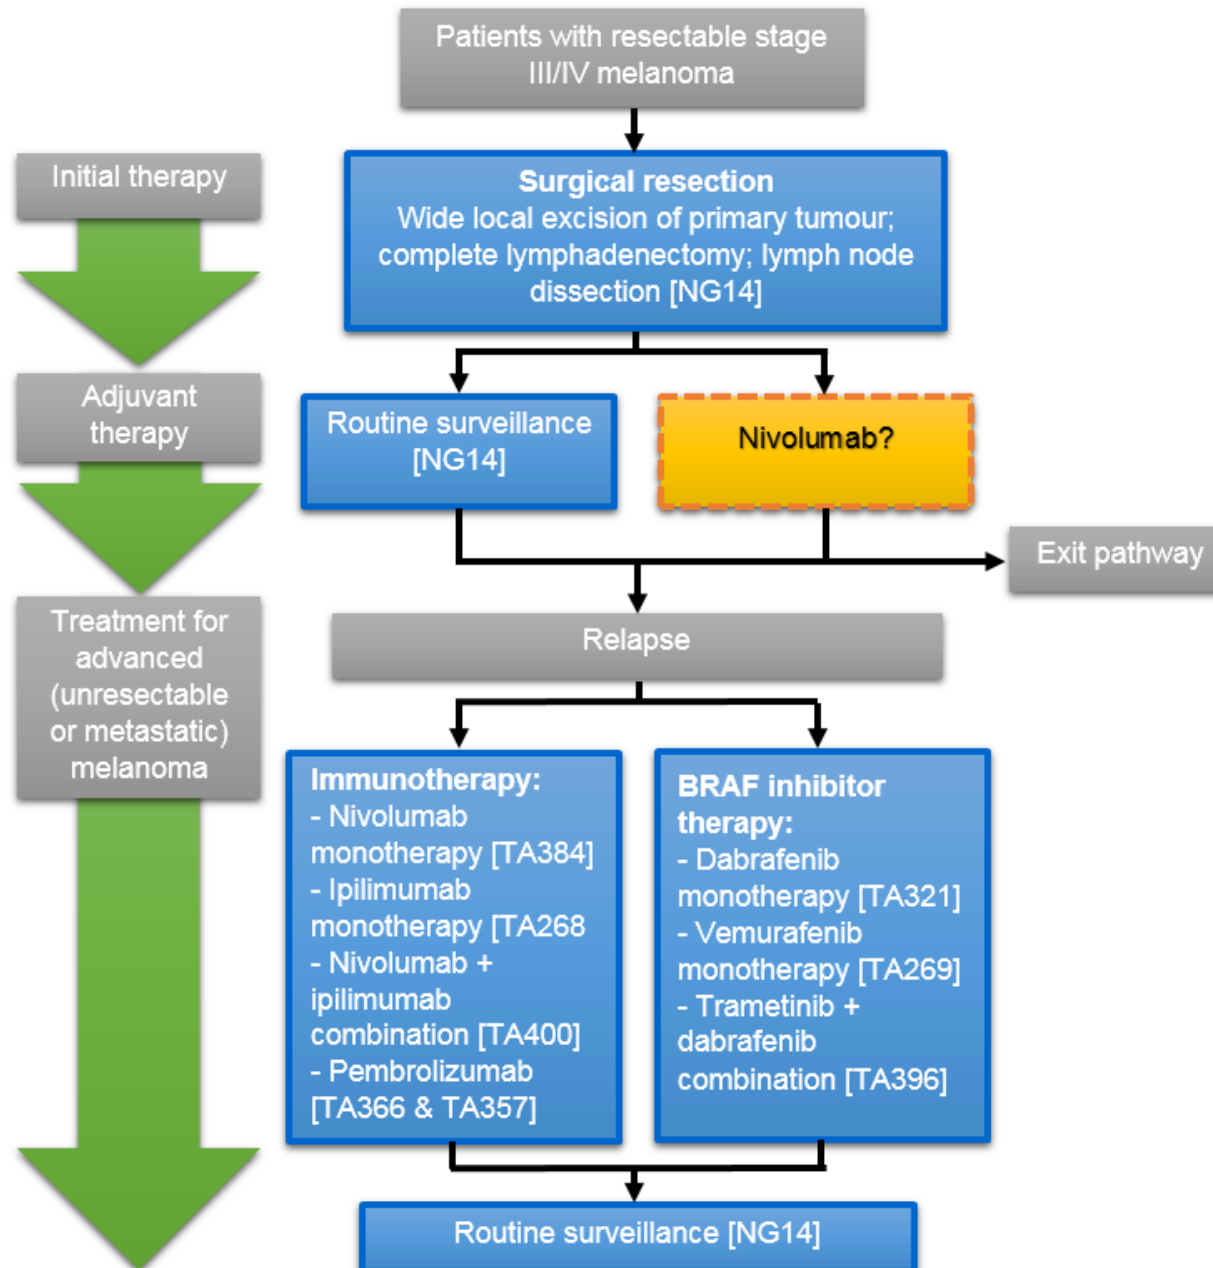 Patients with resectable stage
III/IV melanoma
Initial therapy
Surgical resection
Wide local excision of primary tumour;
complete lymphadenectomy; lymph node
dissection [NG14]
Adjuvant
therapy
Routine surveillance
[NG14]
Nivolumab?
Exit pathway
Treatment for
advanced
(unresectable
or metastatic)
melanoma
Relapse
Immunotherapy:
- Nivolumab
monotherapy [TA384]
- Ipilimumab
monotherapy [TA268
- Nivolumab +
ipilimumab
combination [TA400]
- Pembrolizumab
[TA366 & TA357]
BRAF inhibitor
therapy:
- Dabrafenib
monotherapy [TA321]
- Vemurafenib
monotherapy [TA269]
- Trametinib +
dabrafenib
combination [TA396]
Routine surveillance [NG14]